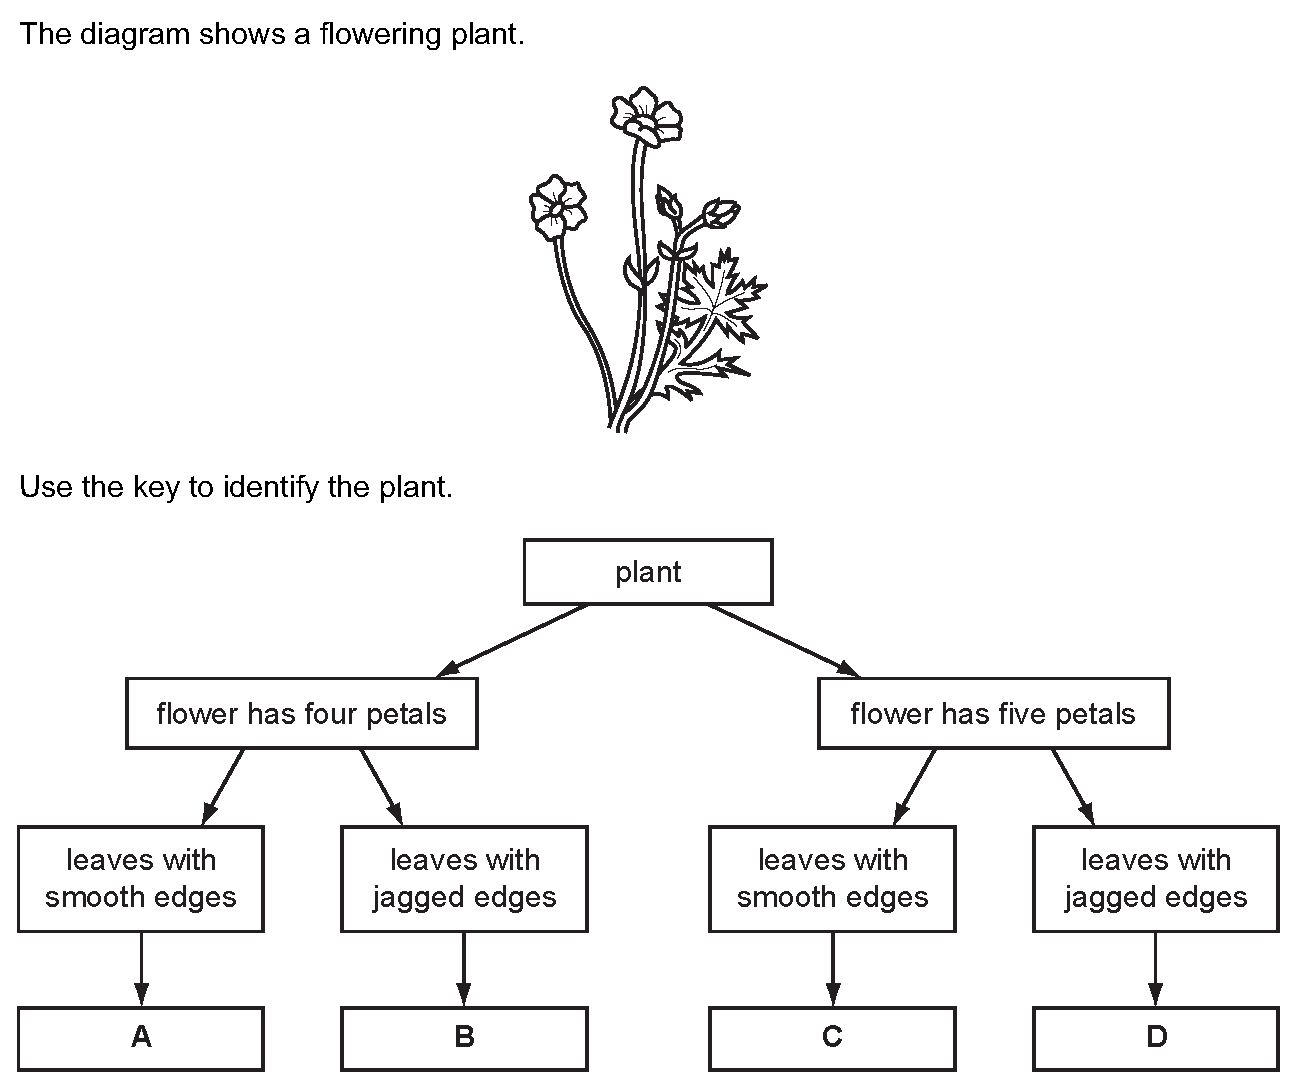 The diagram shows a flowering plant.
Use the key to identify the plant.
plant
flower has four petals
flower has five petals
leaves with
smooth edges
leaves with
jagged edges
leaves with
smooth edges
leaves with
jagged edges
A
B
C
D